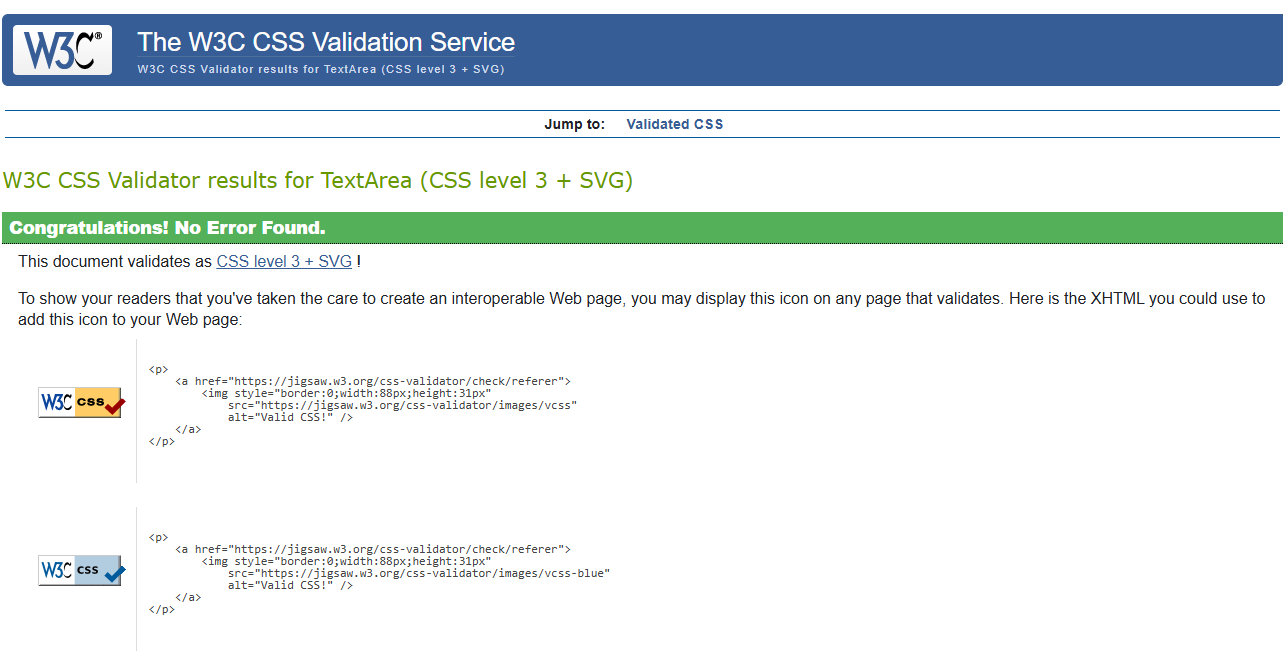 W3C®
The W3C CSS Validation Service
W3C CSS Validator results for TextArea (CSS level 3 + SVG)
Jump to: Validated CSS
W3C CSS Validator results for TextArea (CSS level 3 + SVG)
Congratulations! No Error Found.
This document validates as CSS level 3 + SVG !
To show your readers that you've taken the care to create an interoperable Web page, you may display this icon on any page that validates. Here is the XHTML you could use to
add this icon to your Web page:
W3C css
<p>
<a href="https://jigsaw.w3.org/css-validator/check/referer">
<img style="border:0;width:88px;height:31px"
src="https://jigsaw.w3.org/css-validator/images/vcss"
alt="Valid CSS!" />
</a>
</p>
W3C css
<p>
<a href="https://jigsaw.w3.org/css-validator/check/referer">
<img style="border:0;width:88px;height:31px"
src="https://jigsaw.w3.org/css-validator/images/vcss-blue"
alt="Valid CSS!" />
</a>
</p>